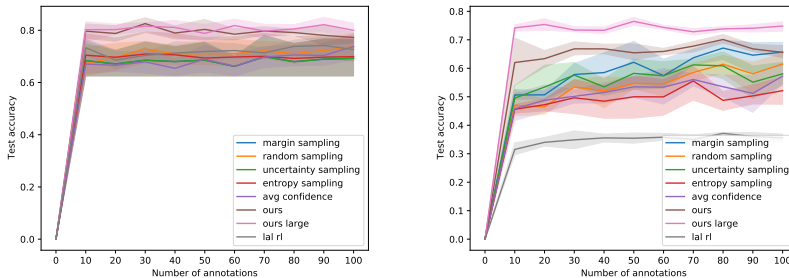 0.8
0.6
0.4
0.2
0.0
Test accuracy
0 10 20 30 40 50 60 70 80 90 100
Number of annotations
margin sampling
random sampling
uncertainty sampling
entropy sampling
avg confidence
ours
ours large
lal rl
0.8
0.7
0.6
0.5
0.4
0.3
0.2
0.1
0.0
Test accuracy
0 10 20 30 40 50 60 70 80 90 100
Number of annotations
margin sampling
random sampling
uncertainty sampling
entropy sampling
avg confidence
ours
ours large
lal rl